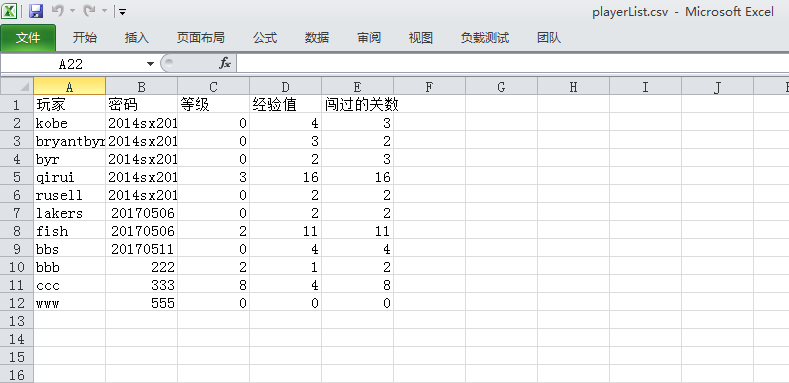 playerList.csv - Microsoft Excel
文件 开始 插入 页面布局 公式 数据 审阅 视图 负载测试 团队
A22 fx
A B C D E F G H I J
1 玩家 密码 等级 经验值 闯过的关数
2 kobe 2014sx201 0 4 3
3 bryantbyr 2014sx201 0 3 2
4 byr 2014sx201 0 2 3
5 qirui 2014sx201 3 16 16
6 rusell 2014sx201 0 2 2
7 lakers 20170506 0 2 2
8 fish 20170506 2 11 11
9 bbs 20170511 0 4 4
10 bbb 222 2 1 2
11 ccc 333 8 4 8
12 www 555 0 0 0
13
14
15
16